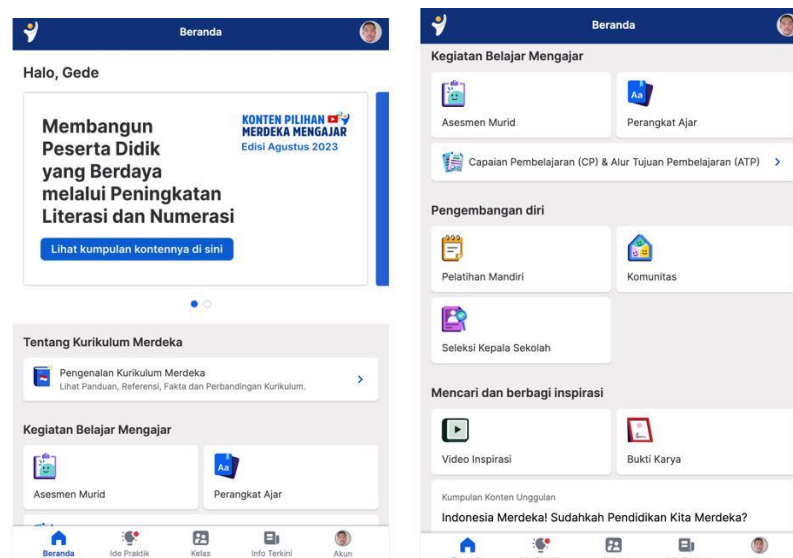 Beranda
Halo, Gede
Membangun
Peserta Didik
yang Berdaya
melalui Peningkatan
Literasi dan Numerasi
KONTEN PILIHAN
MERDEKA MENGAJAR
Edisi Agustus 2023
Lihat kumpulan kontennya di sini
Tentang Kurikulum Merdeka
Pengenalan Kurikulum Merdeka
Lihat Panduan, Referensi, Fakta dan Perbandingan Kurikulum.
Kegiatan Belajar Mengajar
Aa
Asesmen Murid
Perangkat Ajar
Beranda
Ide Praktik
Kelas
Info Terkini
Akun
Beranda
Kegiatan Belajar Mengajar
Aa
Asesmen Murid
Perangkat Ajar
Capaian Pembelajaran (CP) & Alur Tujuan Pembelajaran (ATP)
Pengembangan diri
Pelatihan Mandiri
Komunitas
Seleksi Kepala Sekolah
Mencari dan berbagi inspirasi
Video Inspirasi
Bukti Karya
Kumpulan Konten Unggulan
Indonesia Merdeka! Sudahkah Pendidikan Kita Merdeka?